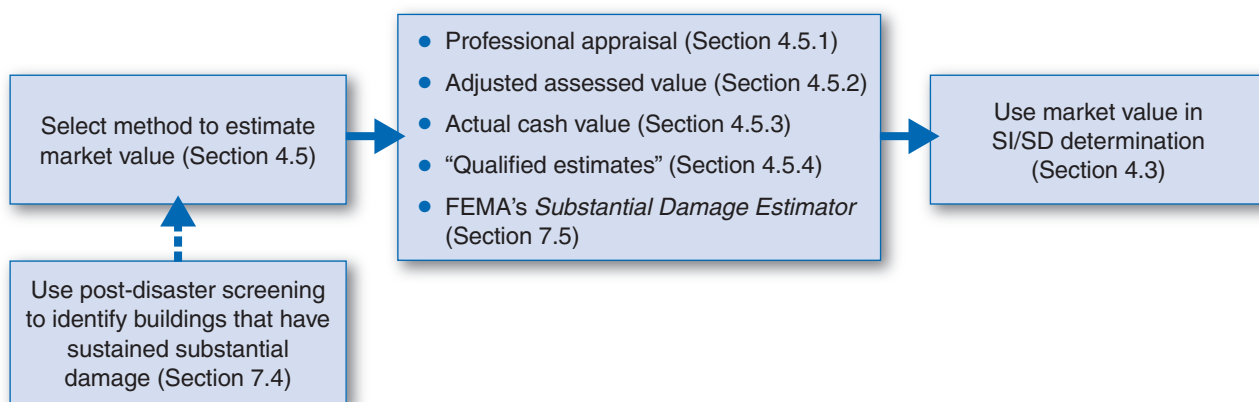 Select method to estimate
market value (Section 4.5)
Use post-disaster screening
to identify buildings that have
sustained substantial
damage (Section 7.4)
• Professional appraisal (Section 4.5.1)
• Adjusted assessed value (Section 4.5.2)
• Actual cash value (Section 4.5.3)
• “Qualified estimates” (Section 4.5.4)
• FEMA’s Substantial Damage Estimator
(Section 7.5)
Use market value in
SI/SD determination
(Section 4.3)